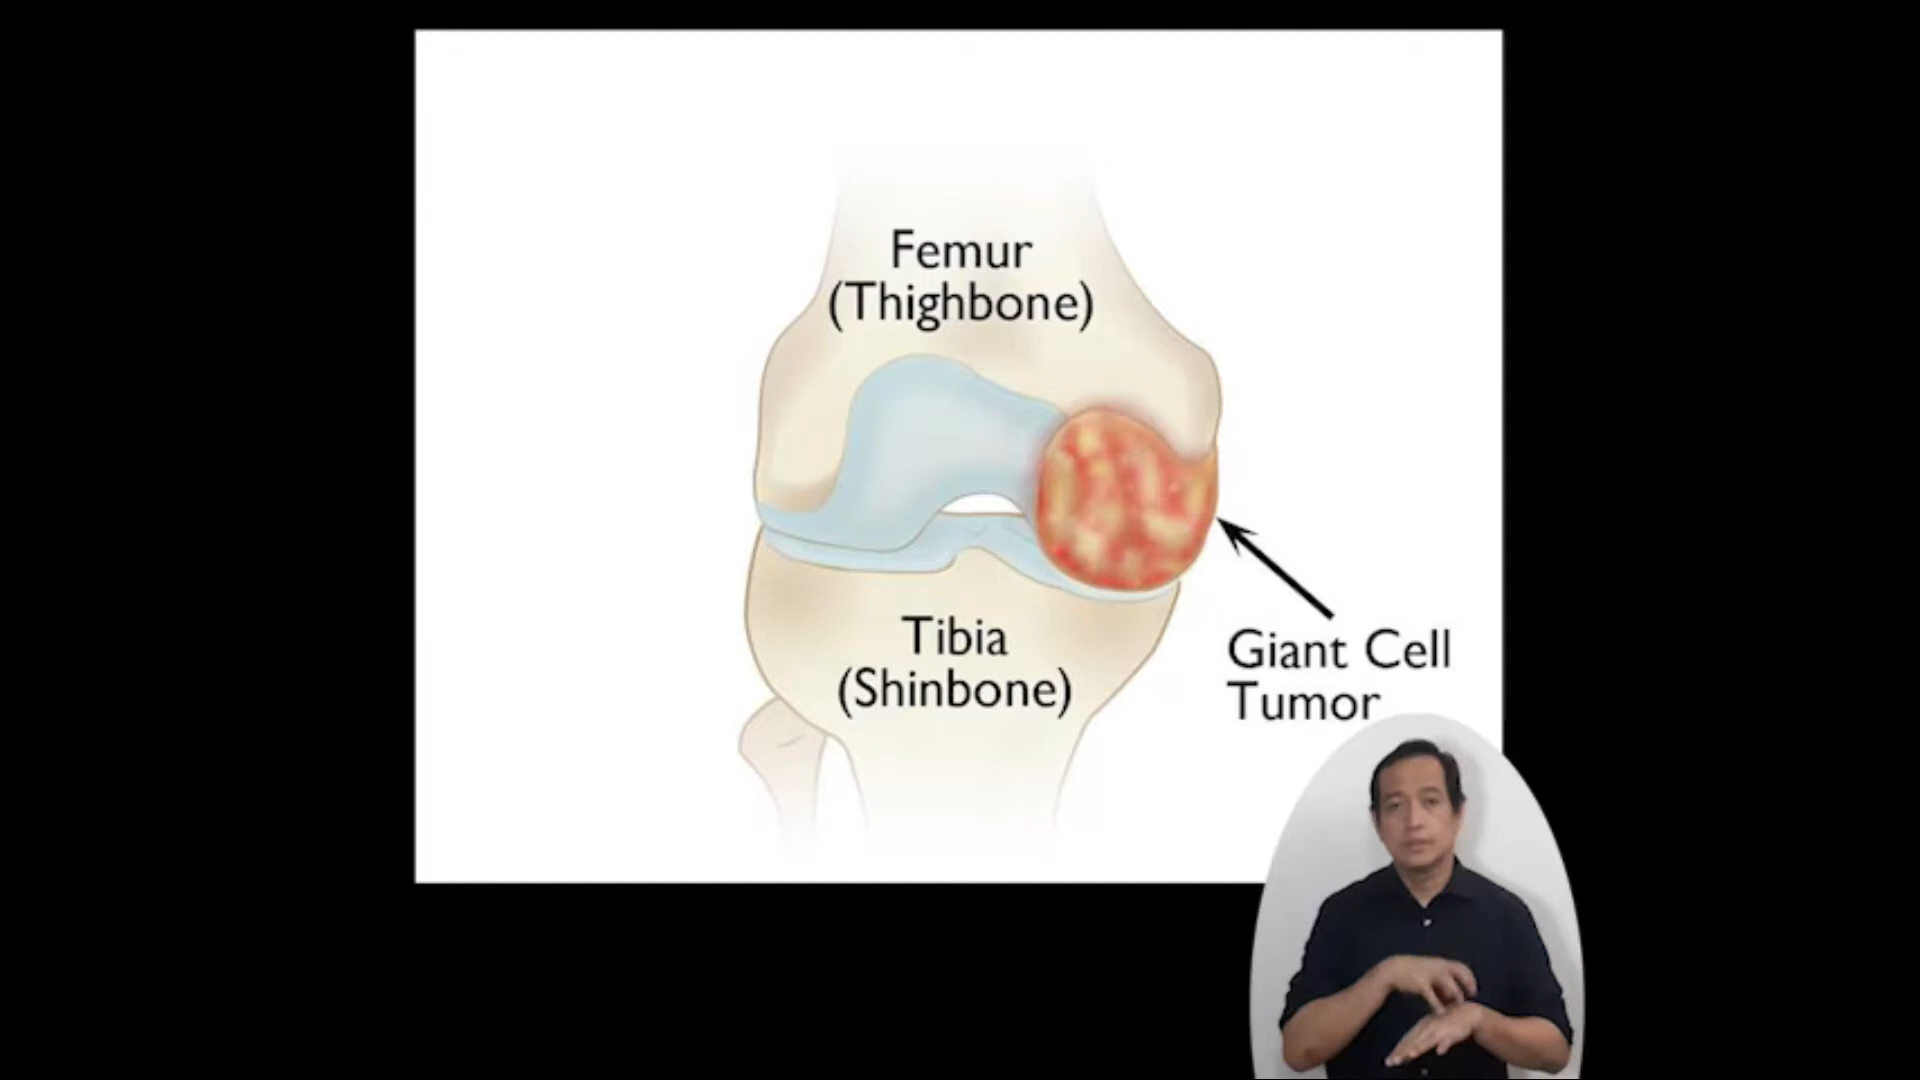 Femur
(Thighbone)
Tibia
(Shinbone)
Giant Cell
Tumor